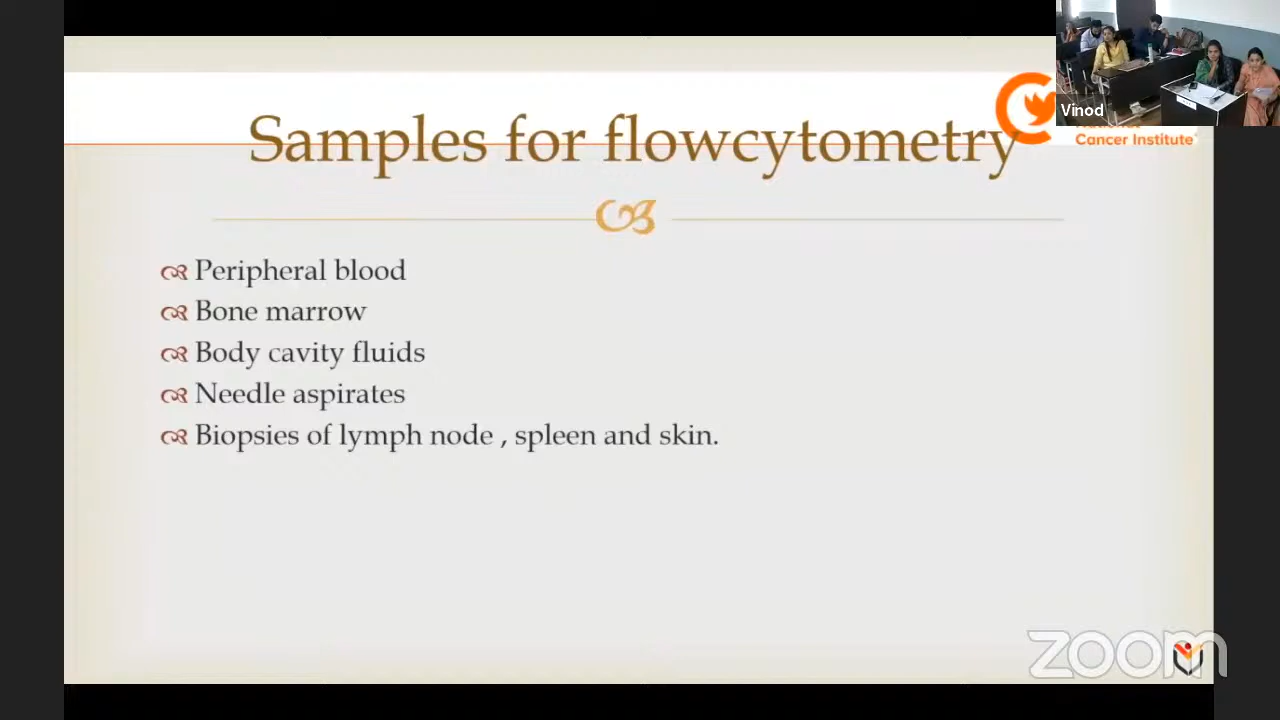 Vinod
Cancer Institute
Samples for flowcytometry
Peripheral blood
Bone marrow
Body cavity fluids
Needle aspirates
Biopsies of lymph node , spleen and skin.
zoom